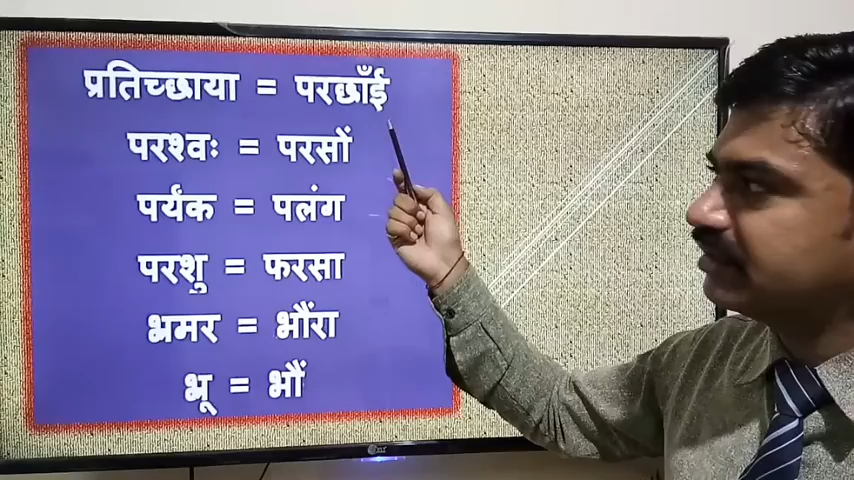 प्रतिच्छाया = परछाँई
परश्वः = परसों
पर्यंक = पलंग
परशु = फरसा
भ्रमर = भौंरा
भू = भौं